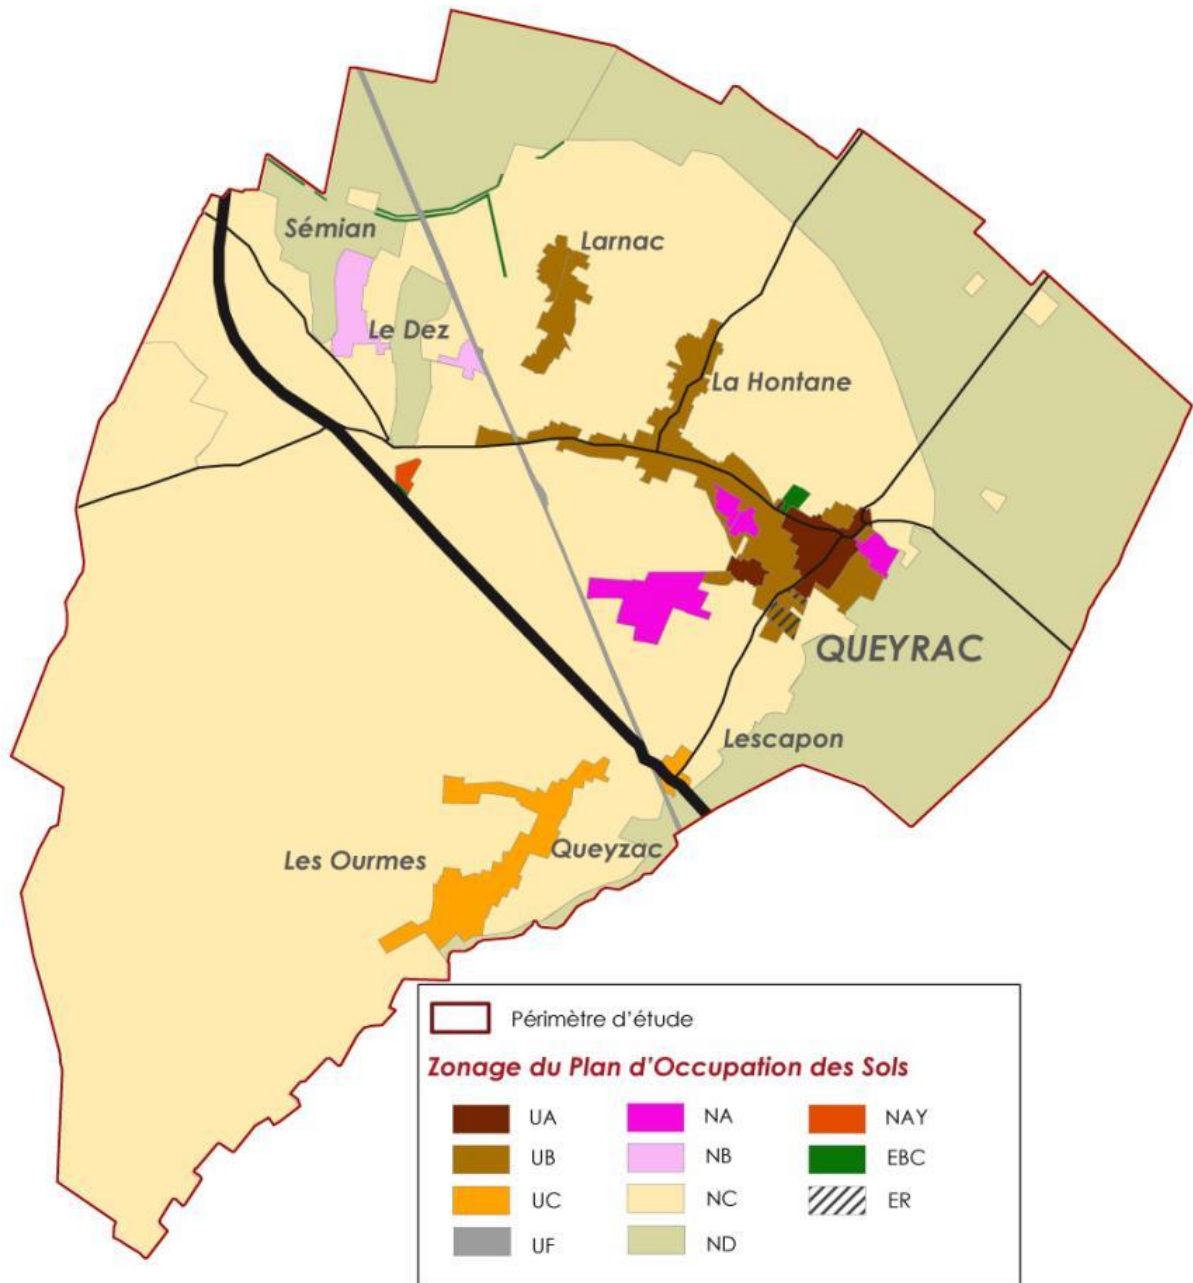 Sémian
Larnac
Le Dez
La Hontane
QUEYRAC
Lescapon
Queyzac
Les Ourmes
Périmètre d'étude
Zonage du Plan d'Occupation des Sols
UA NA NAY
UB NB EBC
UC NC ER
UF ND